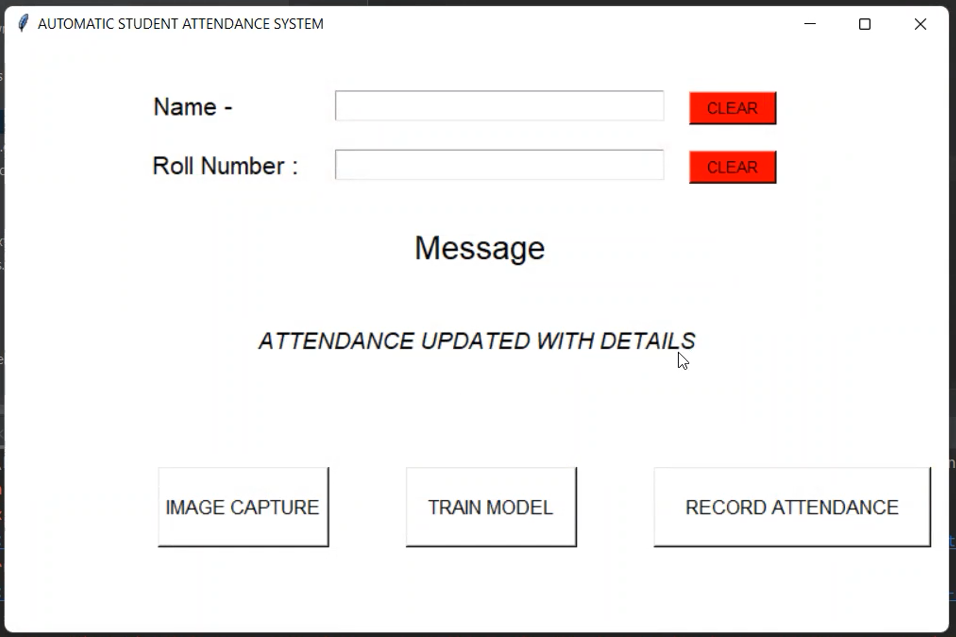 AUTOMATIC STUDENT ATTENDANCE SYSTEM
Name - CLEAR
Roll Number : CLEAR
Message
ATTENDANCE UPDATED WITH DETAILS
IMAGE CAPTURE TRAIN MODEL RECORD ATTENDANCE